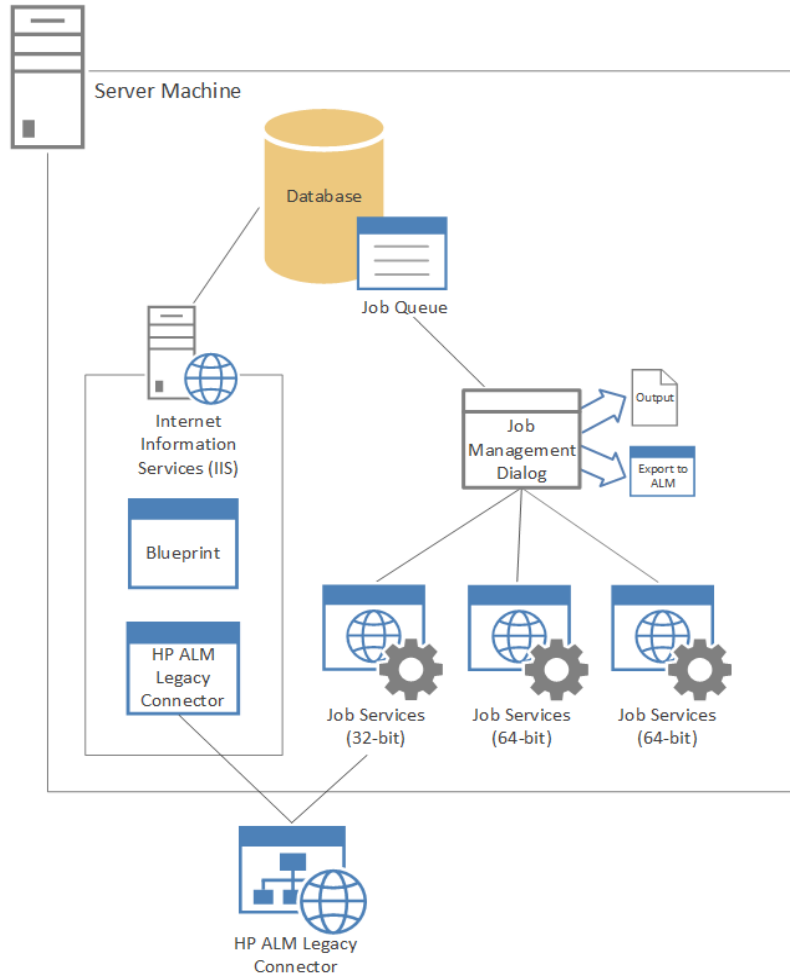 Server Machine
Database
Job Queue
Internet
Information
Services (IIS)
Blueprint
HP ALM
Legacy
Connector
Job
Management
Dialog
Output
Export to
ALM
Job Services
(32-bit)
Job Services
(64-bit)
Job Services
(64-bit)
HP ALM Legacy
Connector